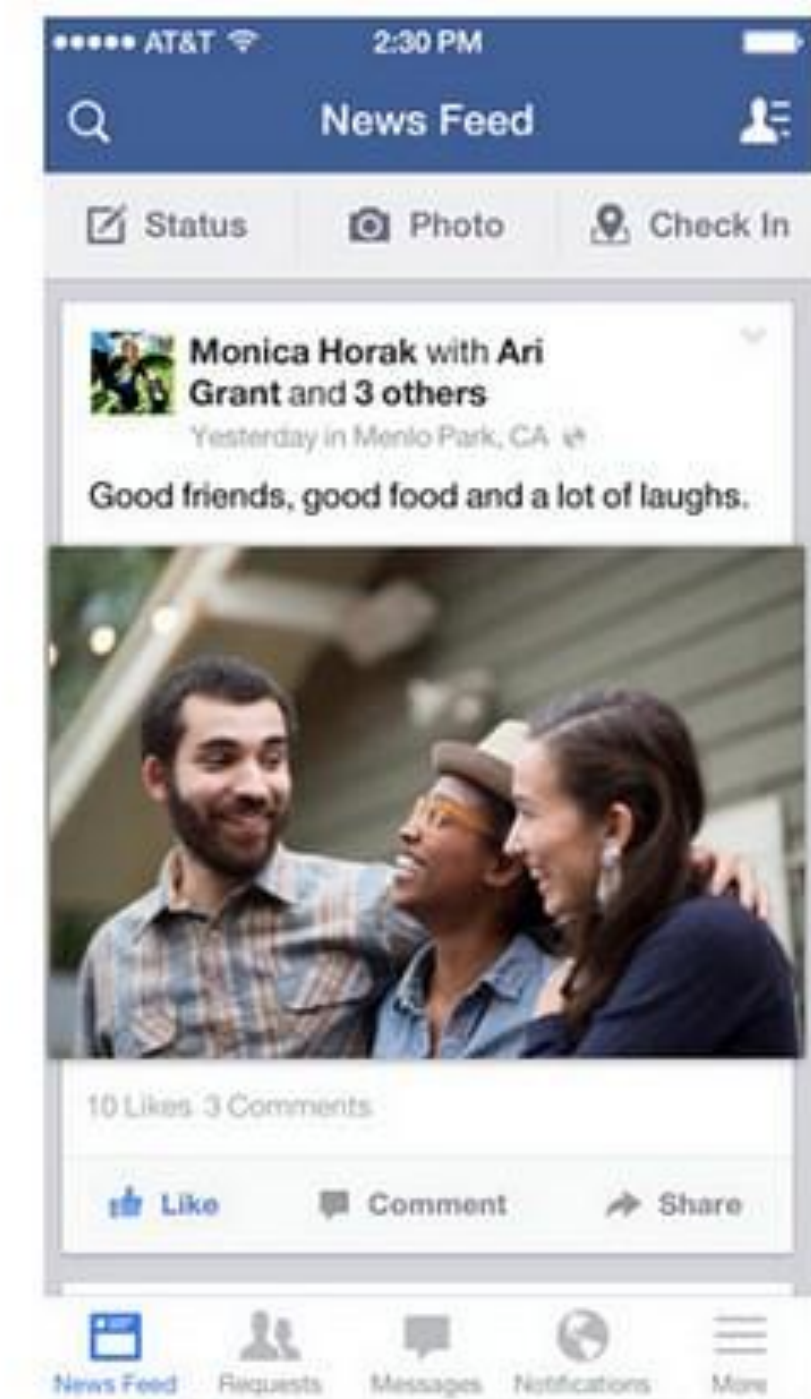 AT&T 2:30 PM
News Feed
Status Photo Check In
Monica Horak with Ari
Grant and 3 others
Yesterday in Menlo Park, CA
Good friends, good food and a lot of laughs.
10 Likes 3 Comments
Like Comment Share
News Feed Requests Messages Notifications More